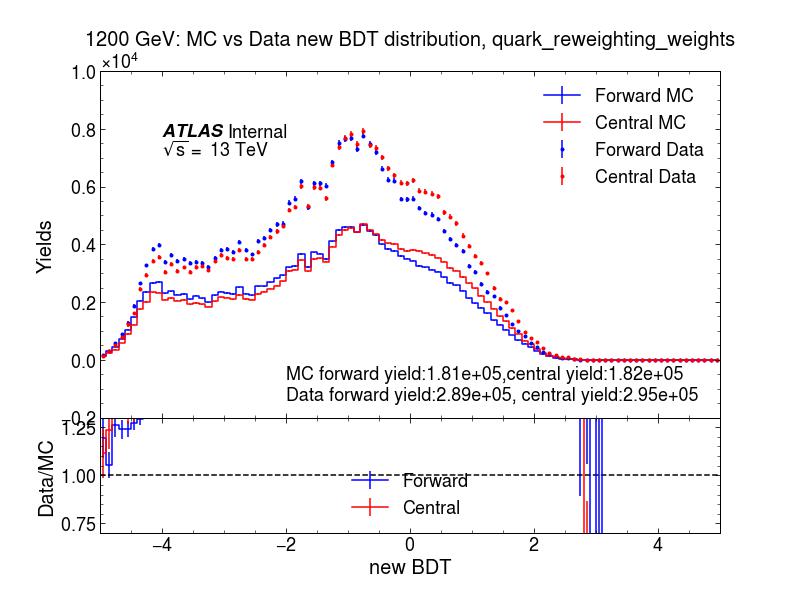 1200 GeV: MC vs Data new BDT distribution, quark_reweighting_weights
×10⁴
1.0
0.8
0.6
0.4
0.2
0.0
0.2
Yields
ATLAS Internal
√s = 13 TeV
Forward MC
Central MC
Forward Data
Central Data
MC forward yield:1.81e+05,central yield:1.82e+05
Data forward yield:2.89e+05, central yield:2.95e+05
1.25
1.00
0.75
Data/MC
Forward
Central
−4 −2 0 2 4
new BDT